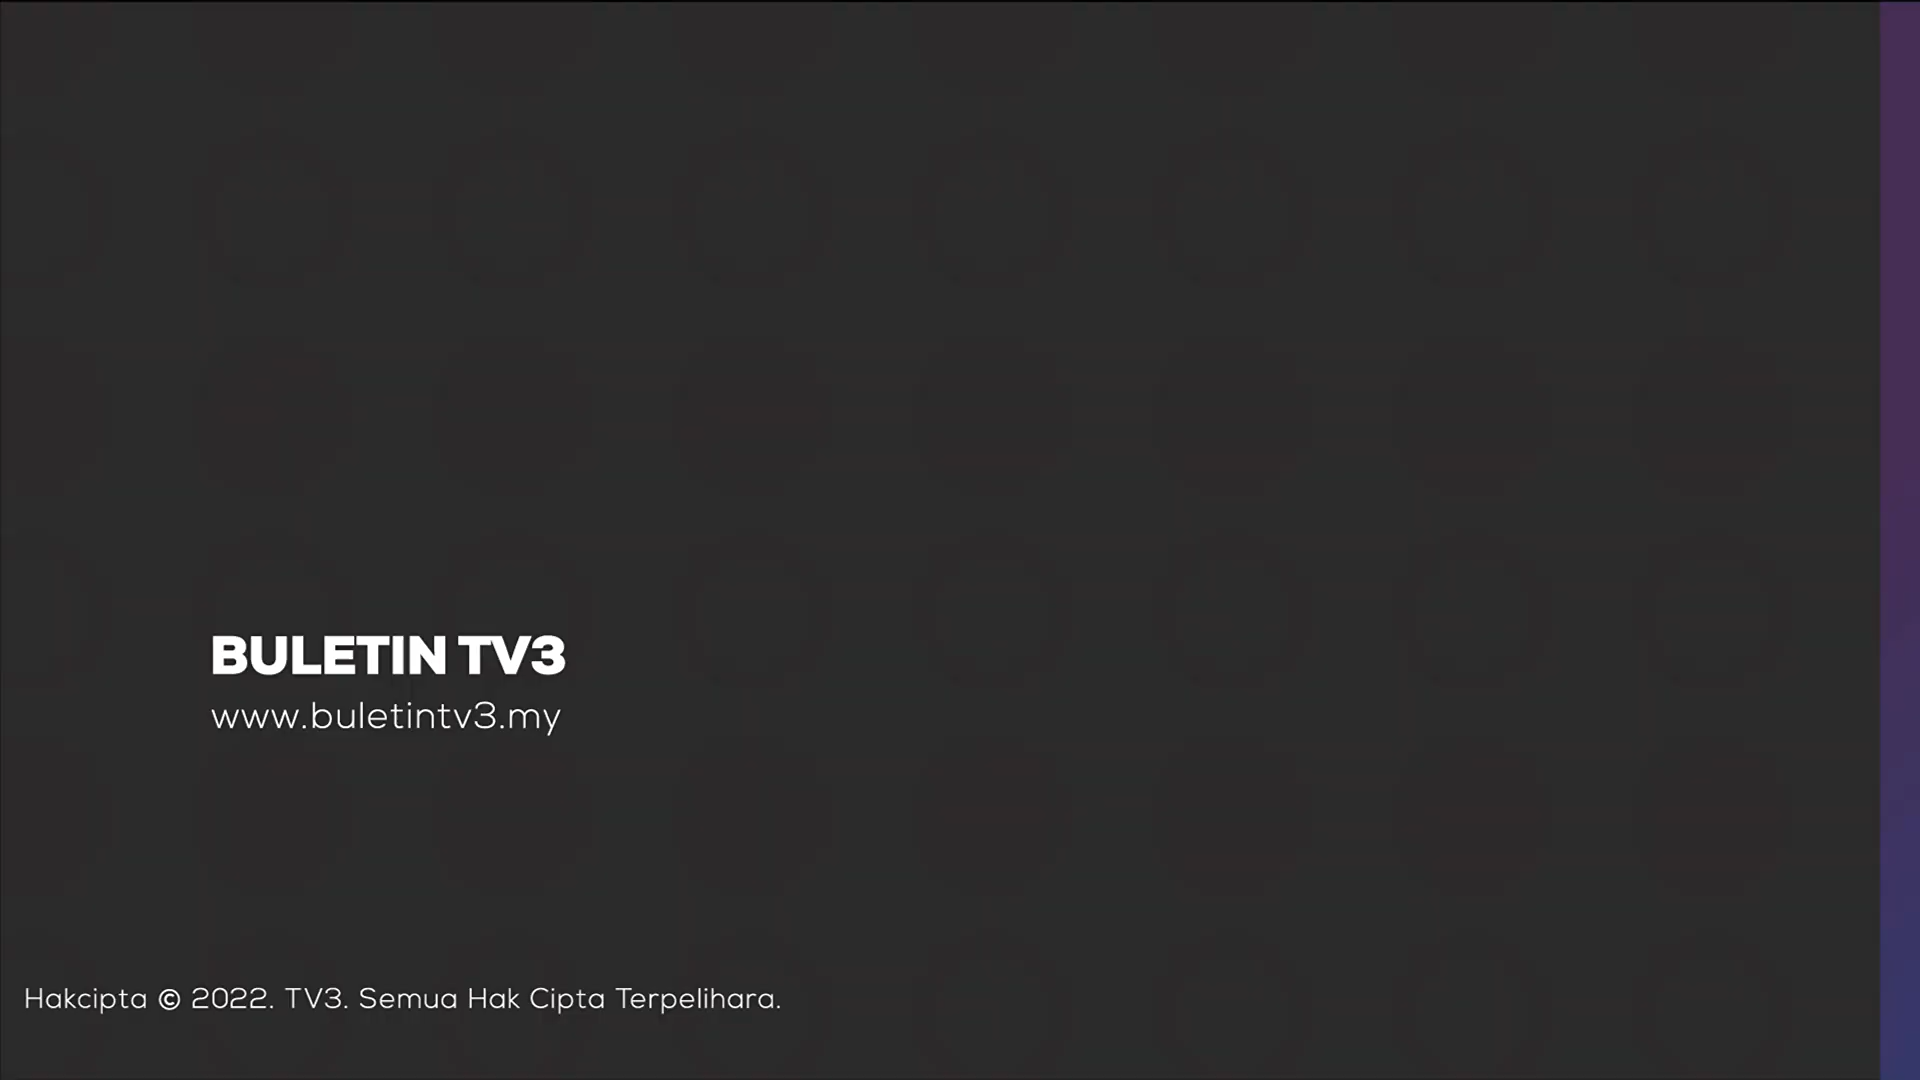 BULETIN TV3
www.buletintv3.my
Hakcipta © 2022. TV3. Semua Hak Cipta Terpelihara.